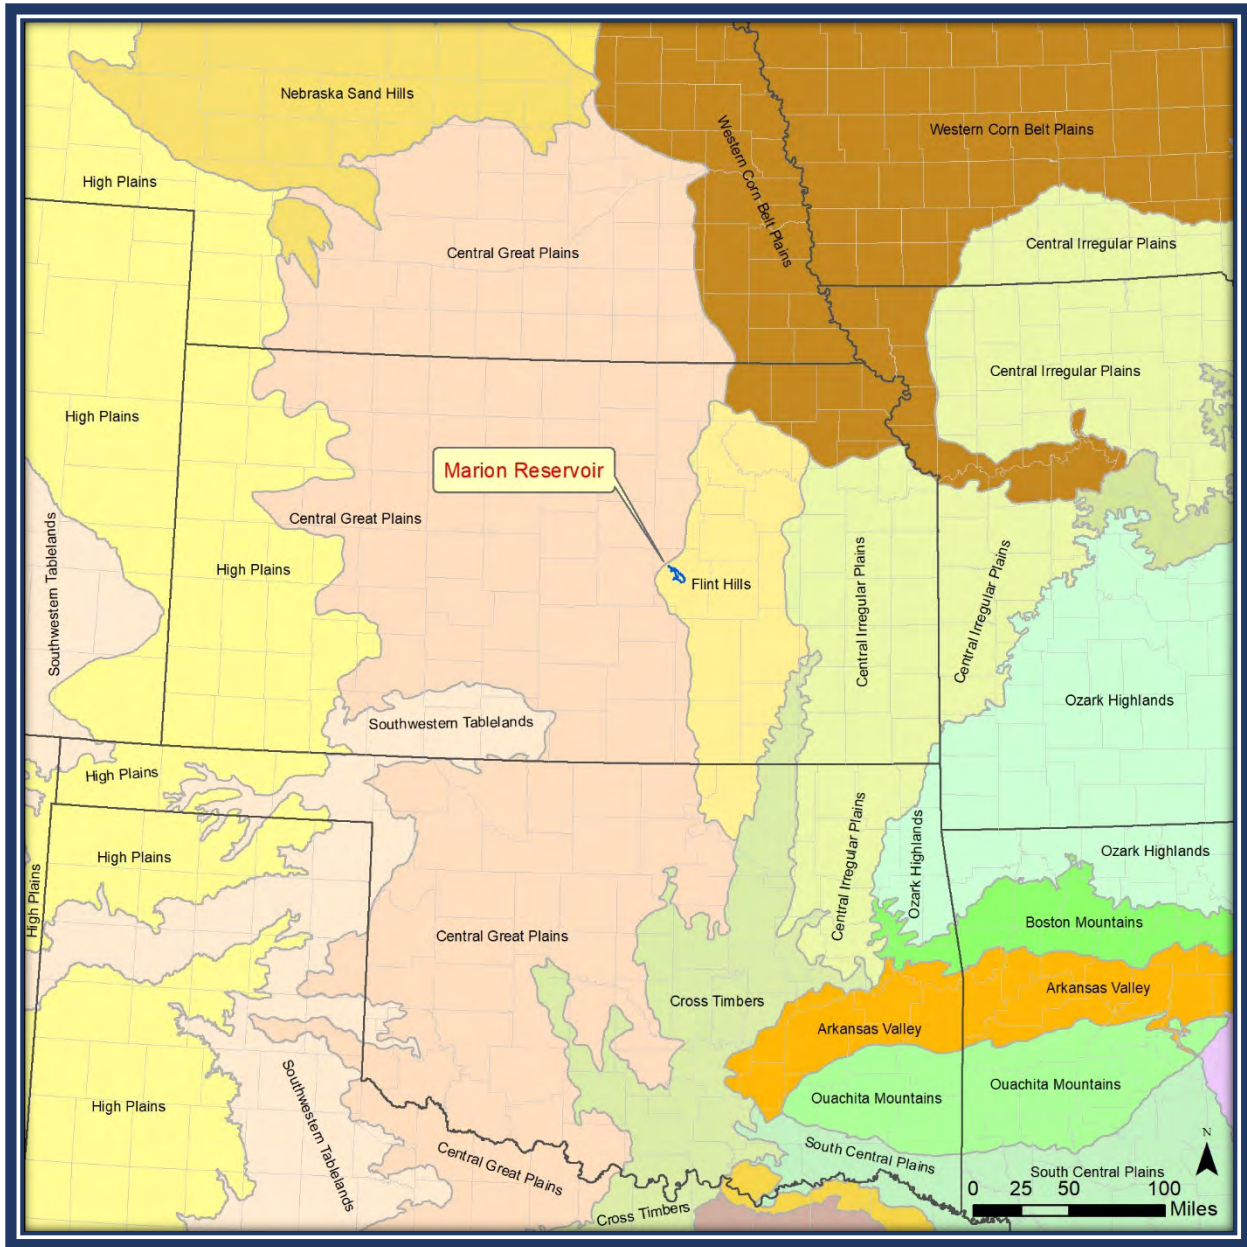 Nebraska Sand Hills
Western Corn Belt Plains
Western Corn Belt Plains
High Plains
Central Irregular Plains
Central Great Plains
Central Irregular Plains
High Plains
Marion Reservoir
Central Great Plains
High Plains
Southwestern Tablelands
Flint Hills
Central Irregular Plains
Central Irregular Plains
Ozark Highlands
Southwestern Tablelands
High Plains
High Plains
High Plains
Central Irregular Plains
Ozark Highlands
Ozark Highlands
Boston Mountains
Central Great Plains
Cross Timbers
Arkansas Valley
Arkansas Valley
High Plains
Southwestern Tablelands
Ouachita Mountains
Ouachita Mountains
Central Great Plains
South Central Plains
South Central Plains
Cross Timbers
N
0 25 50 100
Miles